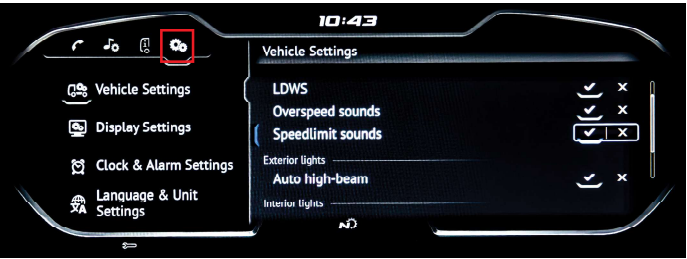 10:43
Vehicle Settings
Vehicle Settings
Display Settings
Clock & Alarm Settings
Language & Unit
Settings
LDWS
Overspeed sounds
Speedlimit sounds
Exterior lights
Auto high-beam
Interior lights